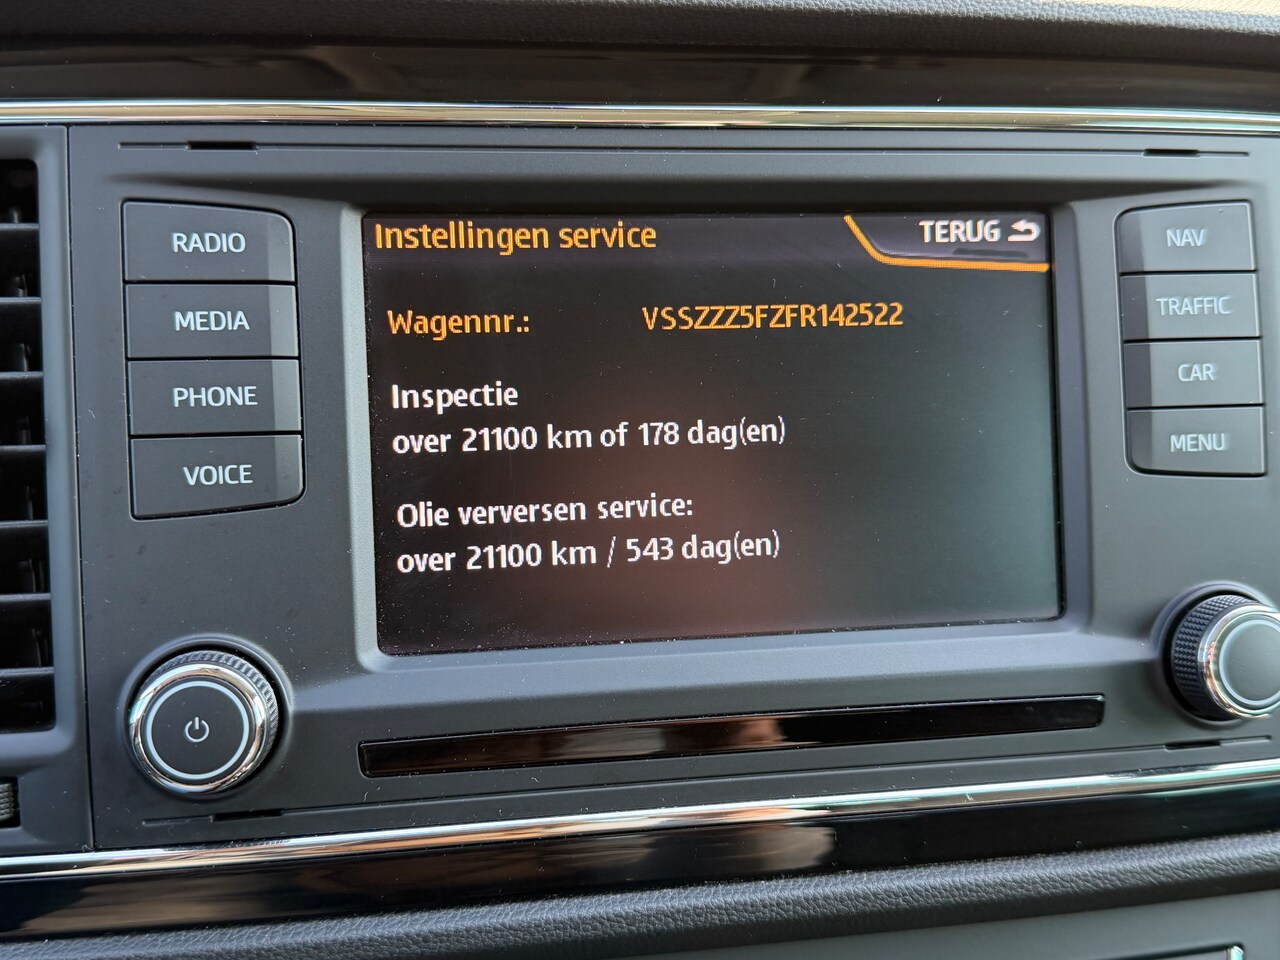 RADIO
MEDIA
PHONE
VOICE
Instellingen service
TERUG
Wagennr.: VSSZZZ5FZFR142522
Inspectie
over 21100 km of 178 dag(en)
Olie verversen service:
over 21100 km / 543 dag(en)
NAV
TRAFFIC
CAR
MENU